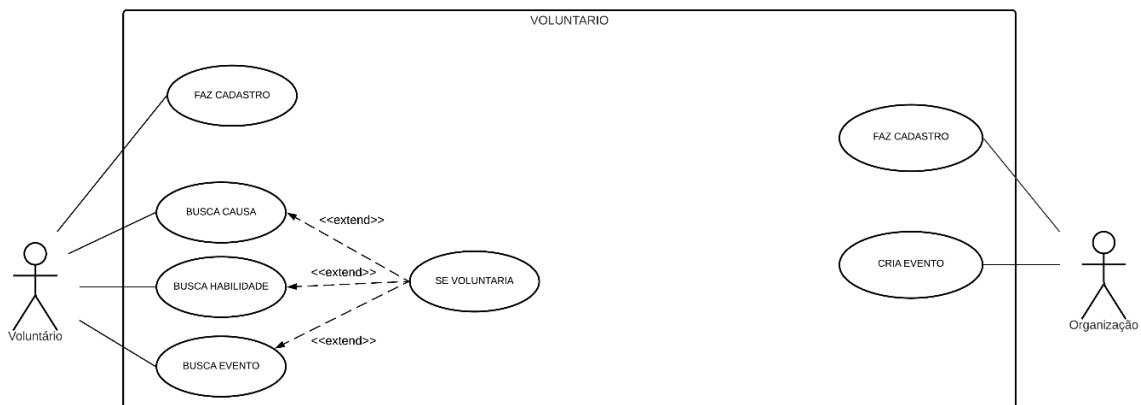 VOLUNTARIO
FAZ CADASTRO
FAZ CADASTRO
BUSCA CAUSA
<<extend>>
CRIA EVENTO
<<extend>>
SE VOLUNTARIA
BUSCA HABILIDADE
Organização
Voluntário
<<extend>>
BUSCA EVENTO